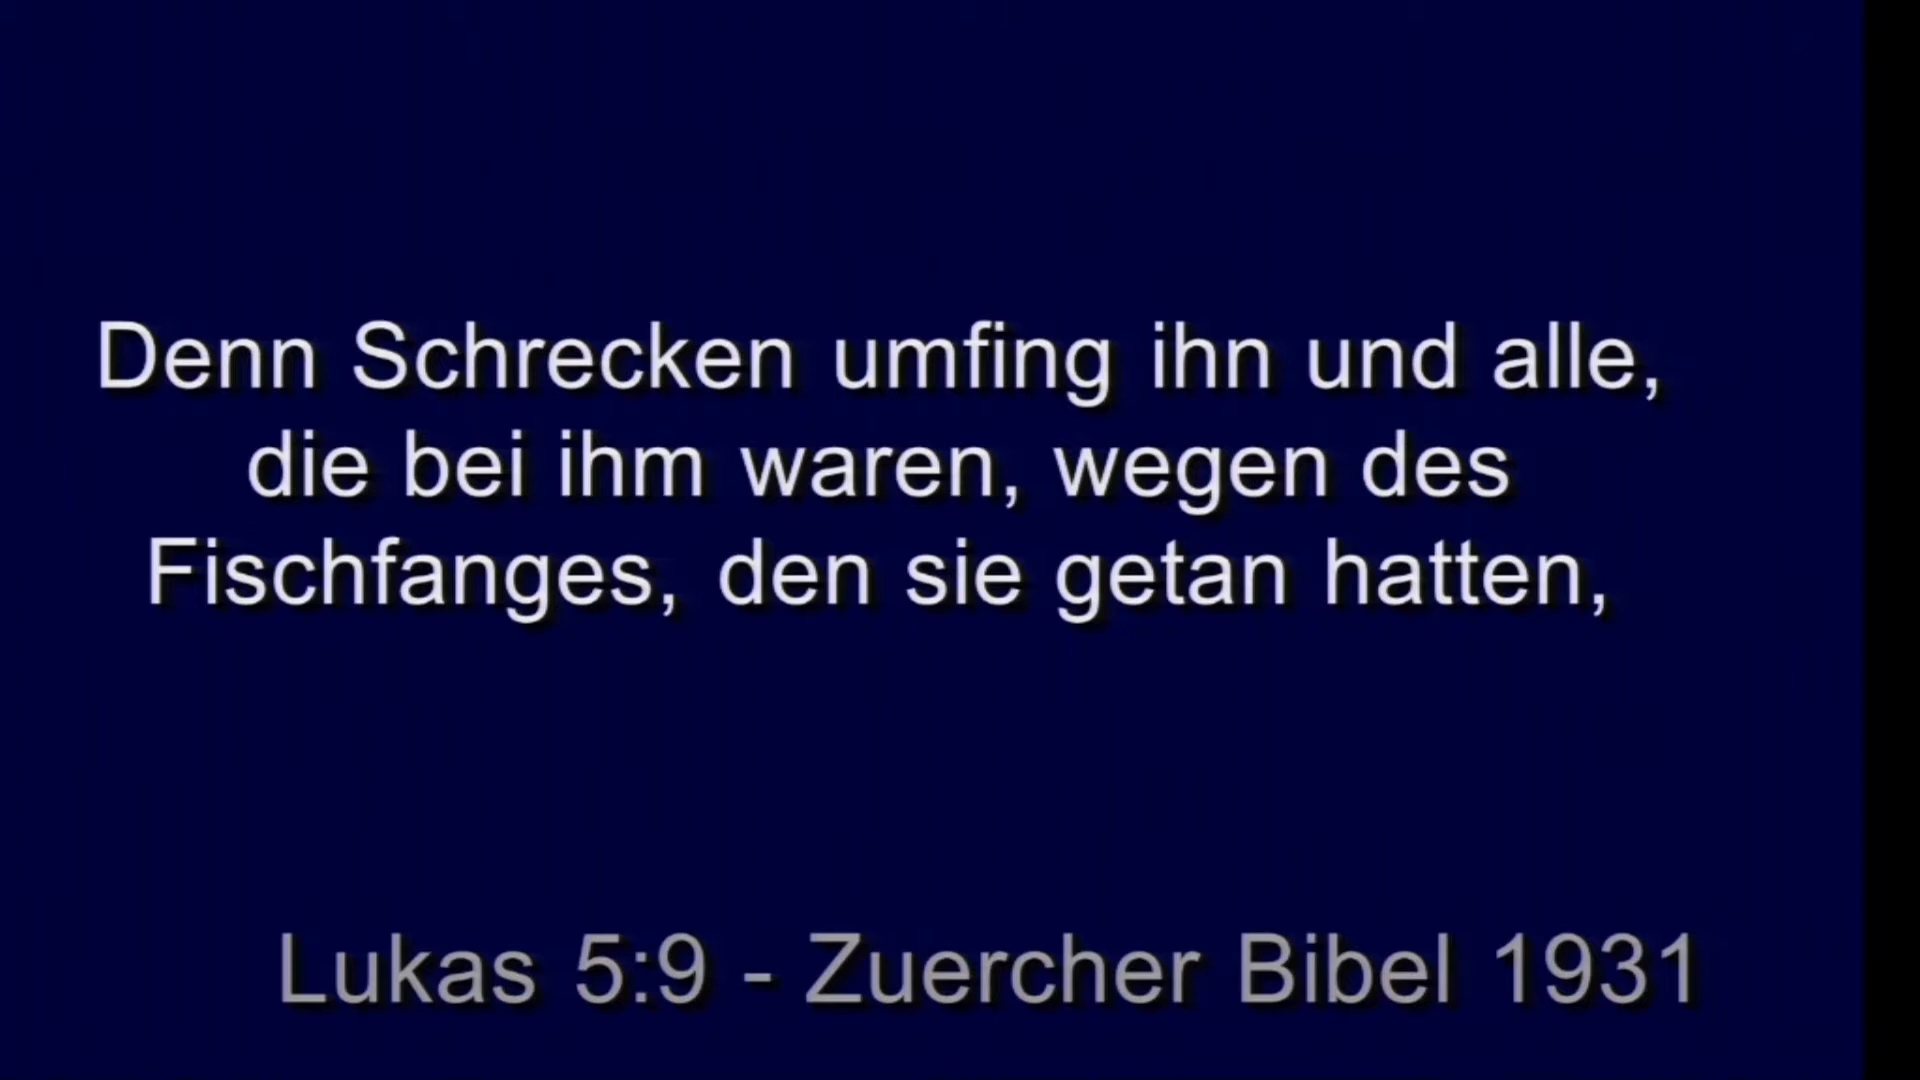 Denn Schrecken umfing ihn und alle,
die bei ihm waren, wegen des
Fischfanges, den sie getan hatten,
Lukas 5:9 - Zuercher Bibel 1931